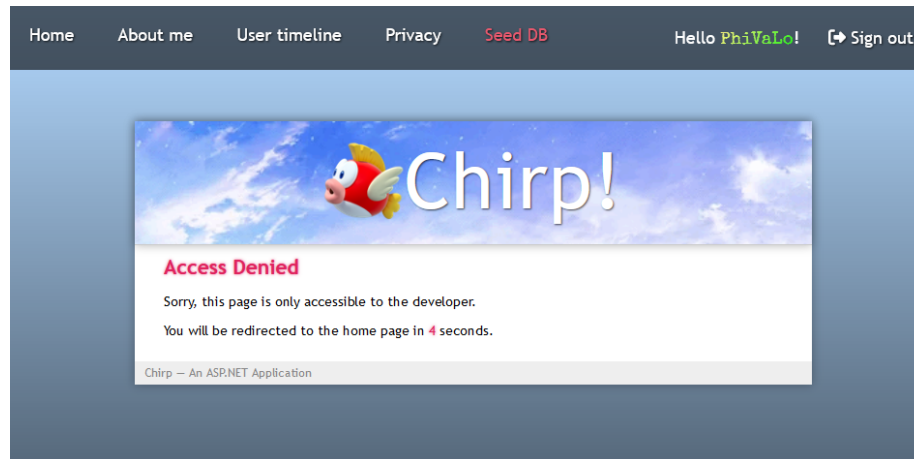 Home About me User timeline Privacy Seed DB Hello PhiVaLo! Sign out
Chirp!
Access Denied
Sorry, this page is only accessible to the developer.
You will be redirected to the home page in 4 seconds.
Chirp — An ASP.NET Application